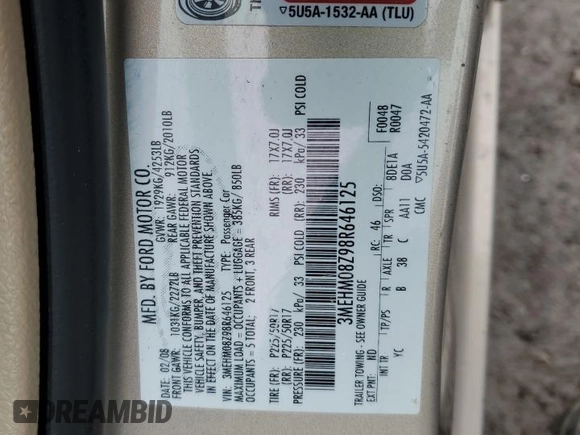 5U5A-1532-AA (TLU)
MFD. BY FORD MOTOR CO.
DATE: 02/08 GVWR: 1929KG/4253LB
FRONT GAWR: 1031KG/2272LB REAR GAWR: 912KG/2010LB
THIS VEHICLE CONFORMS TO ALL APPLICABLE FEDERAL MOTOR
VEHICLE SAFETY, BUMPER, AND THEFT PREVENTION STANDARDS
IN EFFECT ON THE DATE OF MANUFACTURE SHOWN ABOVE.
VIN: 3MEHM08Z98R646125 TYPE: Passenger Car
MAXIMUM LOAD = OCCUPANTS + LUGGAGE = 385KG/ 850LB
OCCUPANTS = 5 TOTAL, 2 FRONT, 3 REAR
TIRE (FR): P225/50R17 RIMS (FR): 17X7.0J
(RR): P225/50R17 (RR): 17X7.0J
PRESSURE (FR): 230 kPa/ 33 PSI COLD (RR): 230 kPa/ 33 PSI COLD
3MEHM08Z98R646125
TRAILER TOWING - SEE OWNER GUIDE F0048
EXT PNT: ND RC: 46 DSO: R0047
INT TR TP/PS R AXLE TR SPR 8DE1A
YC B 38 C AA11 D0A
CMC ▽5U5A-5420472-AA
DREAMBID